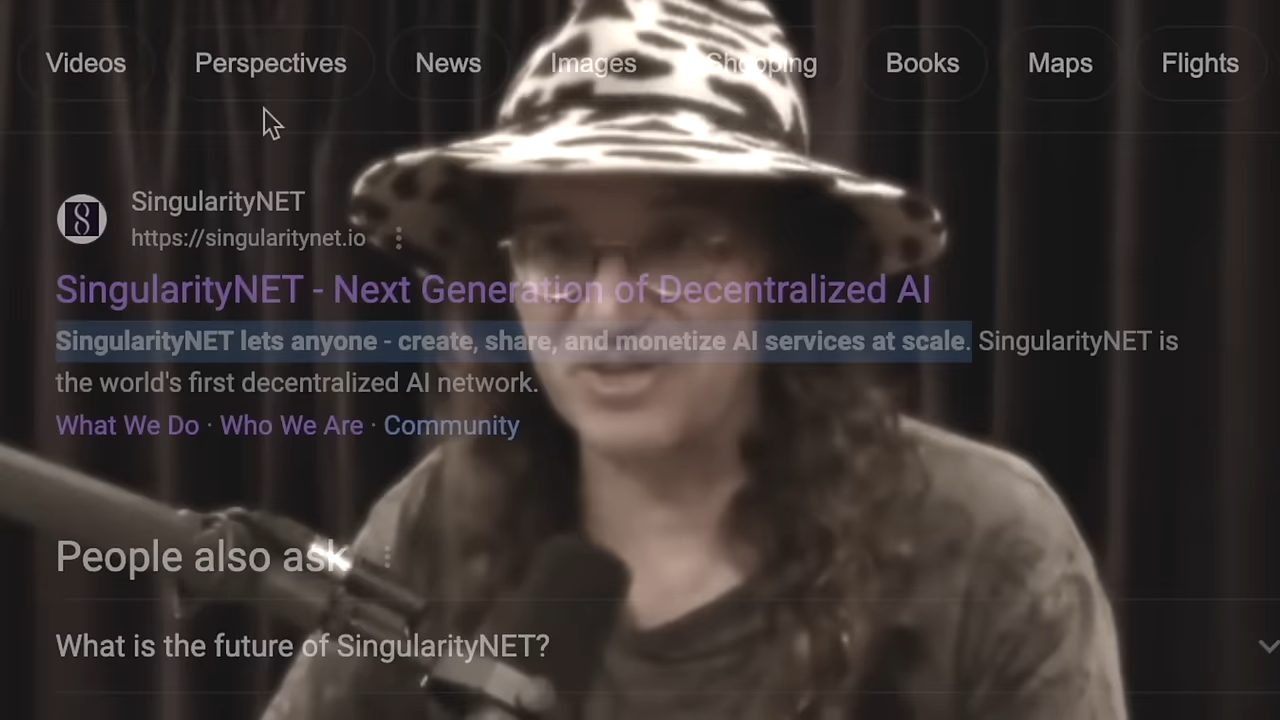 Videos Perspectives News Images Shopping Books Maps Flights
SingularityNET
https://singularitynet.io
SingularityNET - Next Generation of Decentralized AI
SingularityNET lets anyone - create, share, and monetize AI services at scale. SingularityNET is
the world's first decentralized AI network.
What We Do · Who We Are · Community
People also ask
What is the future of SingularityNET?